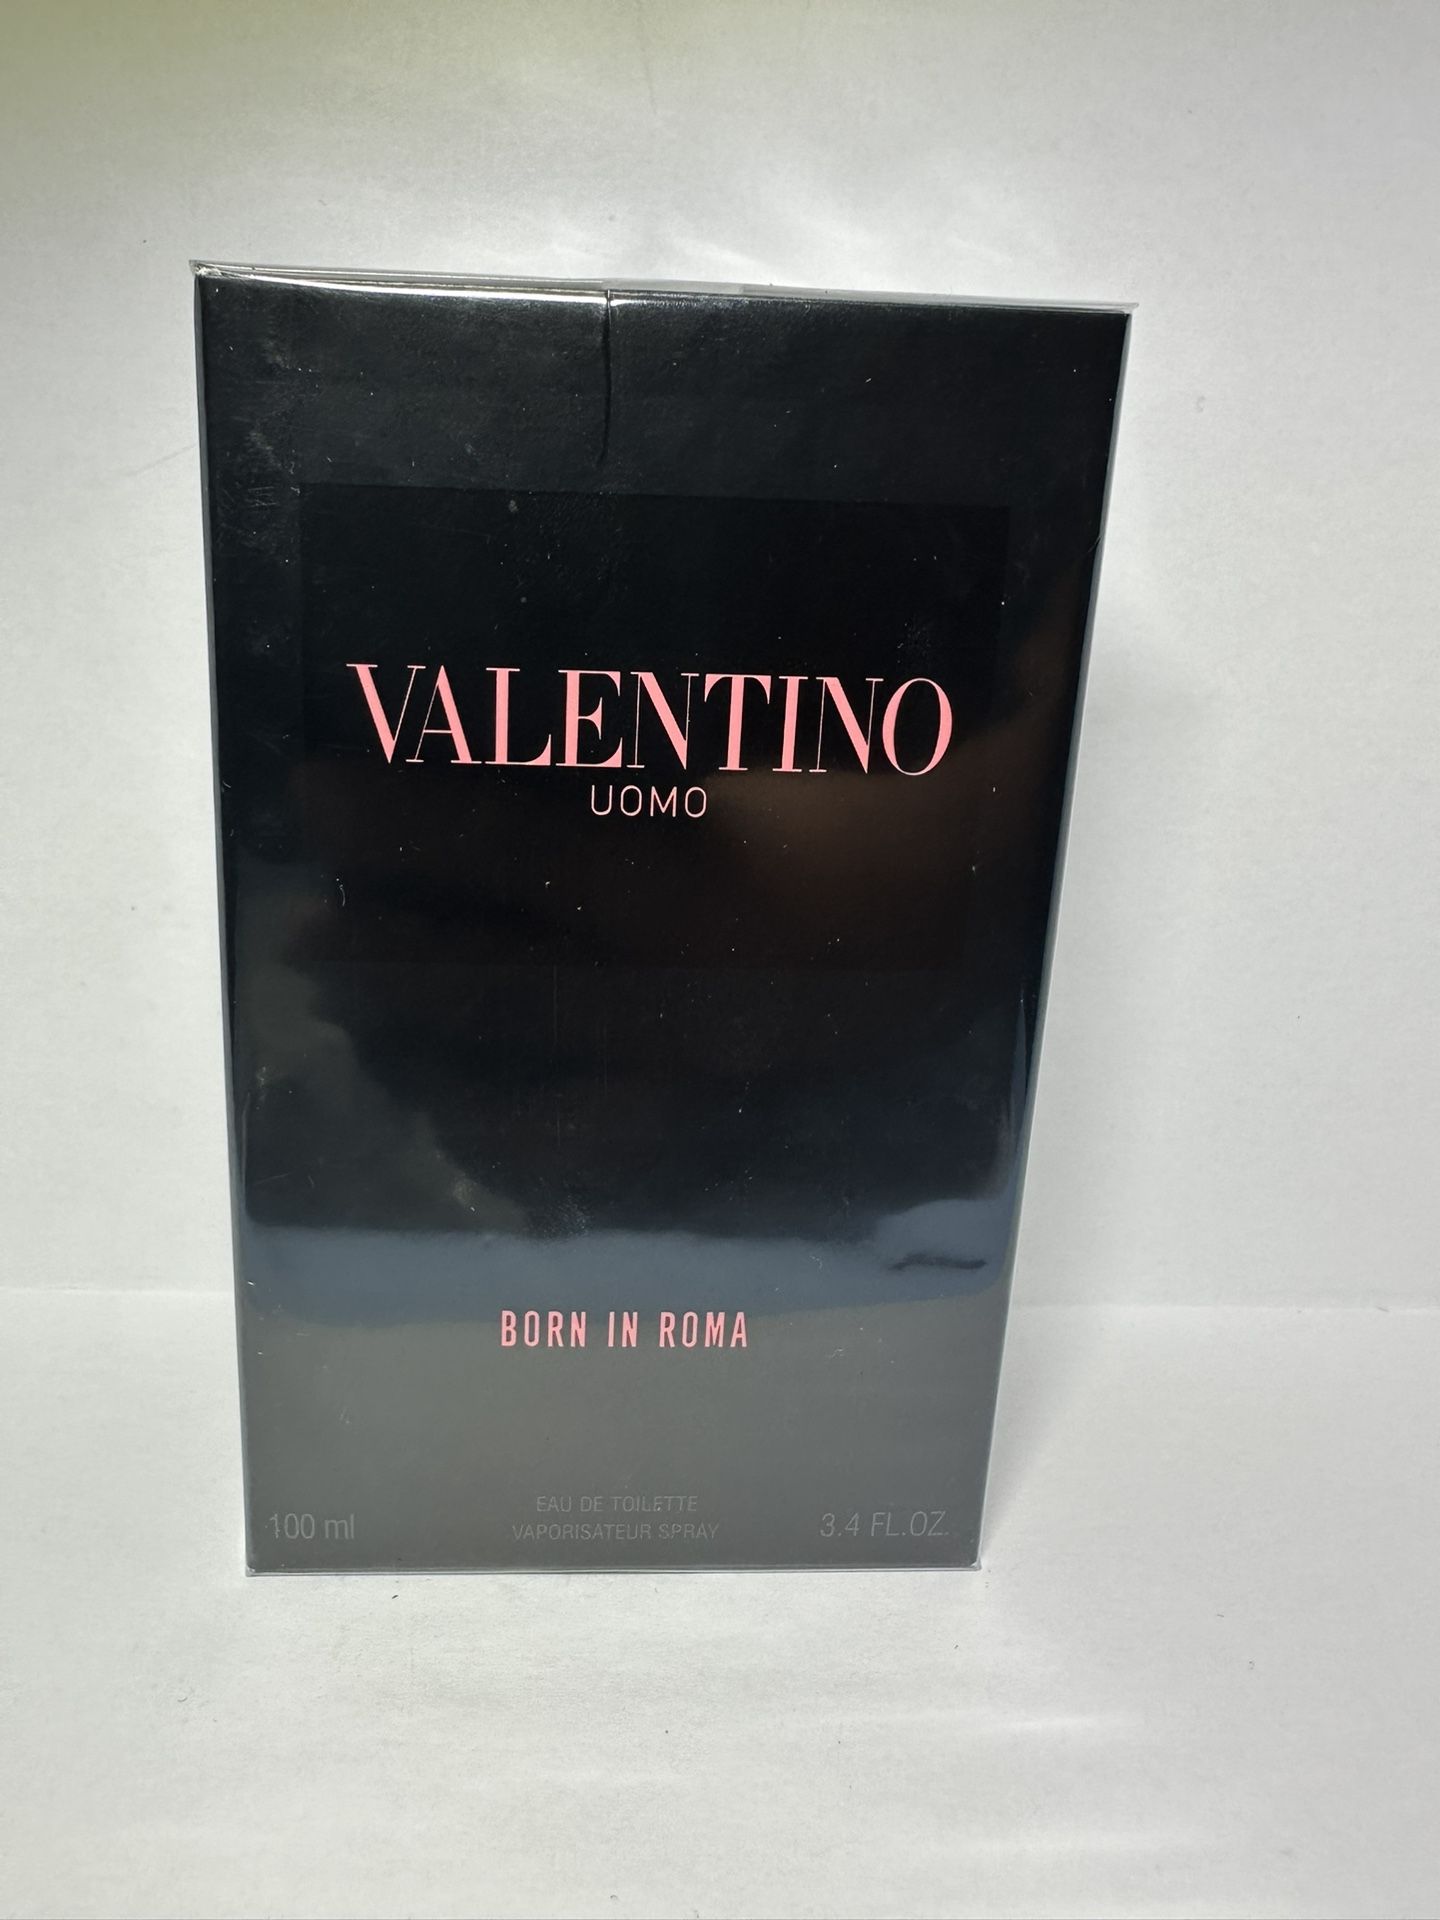 VALENTINO
UOMO
BORN IN ROMA
EAU DE TOILETTE
100 ml VAPORISATEUR SPRAY 3.4 FL.OZ.